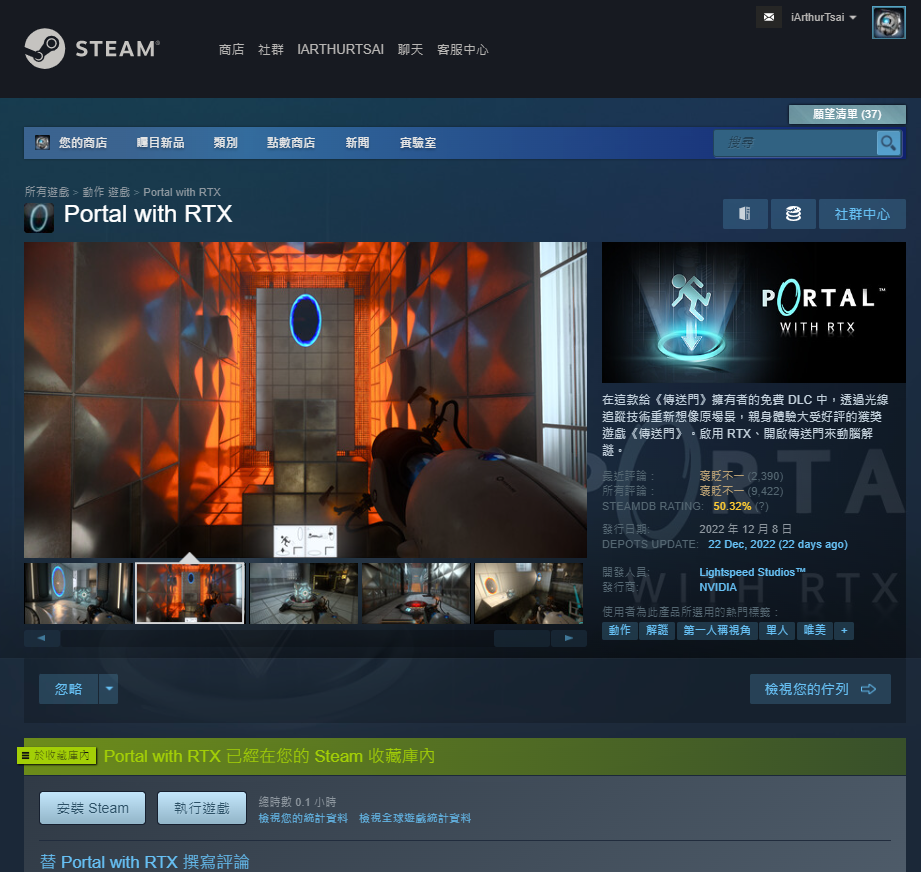 iArthurTsai
STEAM®
商店 社群 IARTHURTSAI 聊天 客服中心
願望清單 (37)
您的商店 矚目新品 類別 點數商店 新聞 實驗室 搜尋
所有遊戲 > 動作 遊戲 > Portal with RTX
Portal with RTX
社群中心
PORTAL™
WITH RTX
在這款給《傳送門》擁有者的免費 DLC 中，透過光線
追蹤技術重新想像原場景，親身體驗大受好評的獲獎
遊戲《傳送門》。啟用 RTX、開啟傳送門來動腦解
謎。
最近評論： 褒貶不一 (2,390)
所有評論： 褒貶不一 (9,422)
STEAMDB RATING: 50.32% (?)
發行日期: 2022 年 12 月 8 日
DEPOTS UPDATE: 22 Dec, 2022 (22 days ago)
開發人員: Lightspeed Studios™
發行商: NVIDIA
使用者為此產品所選用的熱門標籤：
動作 解謎 第一人稱視角 單人 唯美 +
PORTA
WITH RTX
忽略
檢視您的佇列
於收藏庫內
Portal with RTX 已經在您的 Steam 收藏庫內
安裝 Steam 執行遊戲
總時數 0.1 小時
檢視您的統計資料 檢視全球遊戲統計資料
替 Portal with RTX 撰寫評論